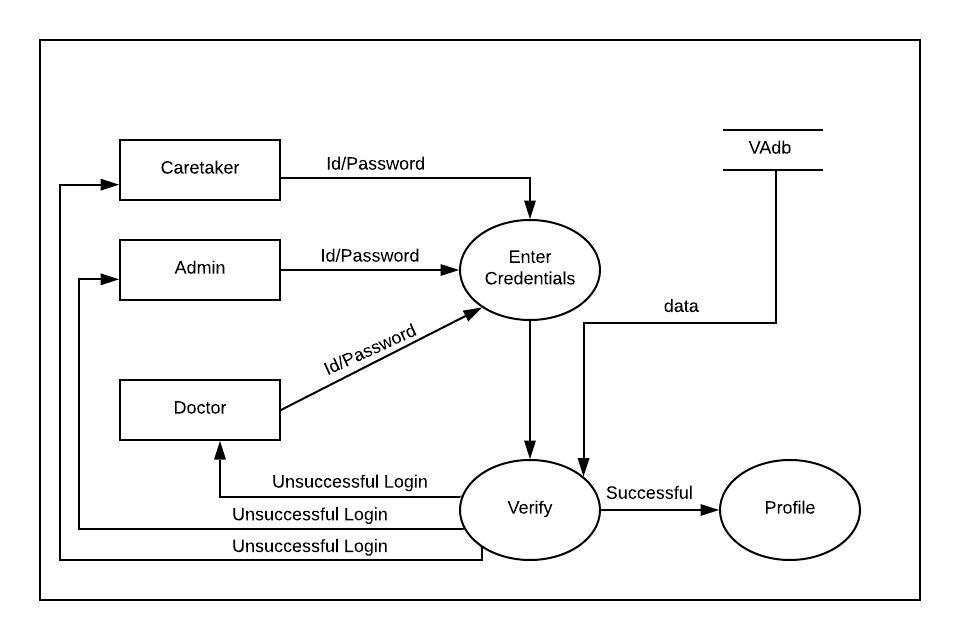 Caretaker
Id/Password
VAdb
Admin
Id/Password
Enter
Credentials
data
Id/Password
Doctor
Unsuccessful Login
Successful
Verify
Profile
Unsuccessful Login
Unsuccessful Login